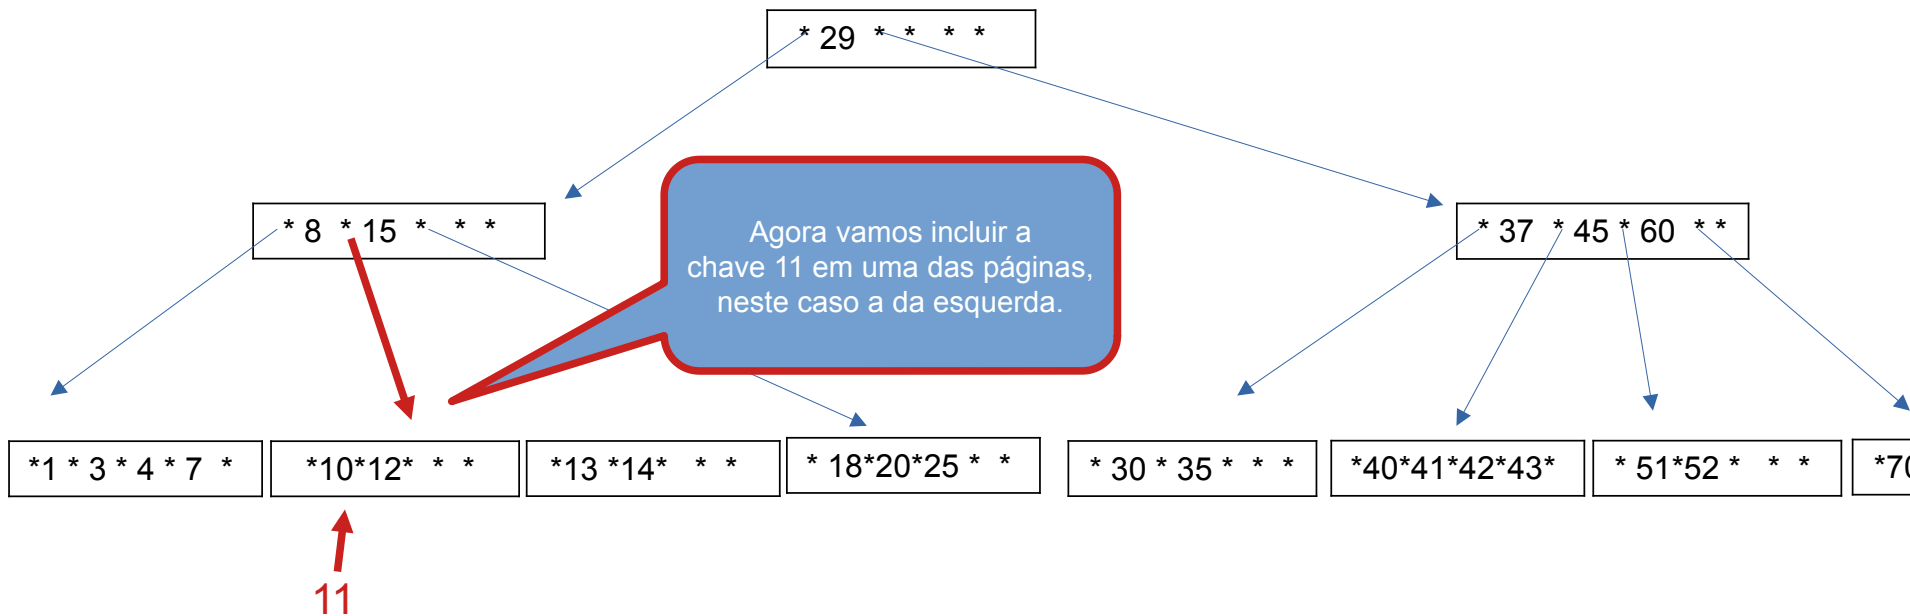 * 29 * * * *
* 8 * 15 * * *
Agora vamos incluir a
chave 11 em uma das páginas,
neste caso a da esquerda.
* 37 * 45 * 60 * *
*1 * 3 * 4 * 7 *
*10*12* * *
*13 *14* * *
* 18*20*25 * *
* 30 * 35 * * *
*40*41*42*43*
* 51*52 * * *
*70
11